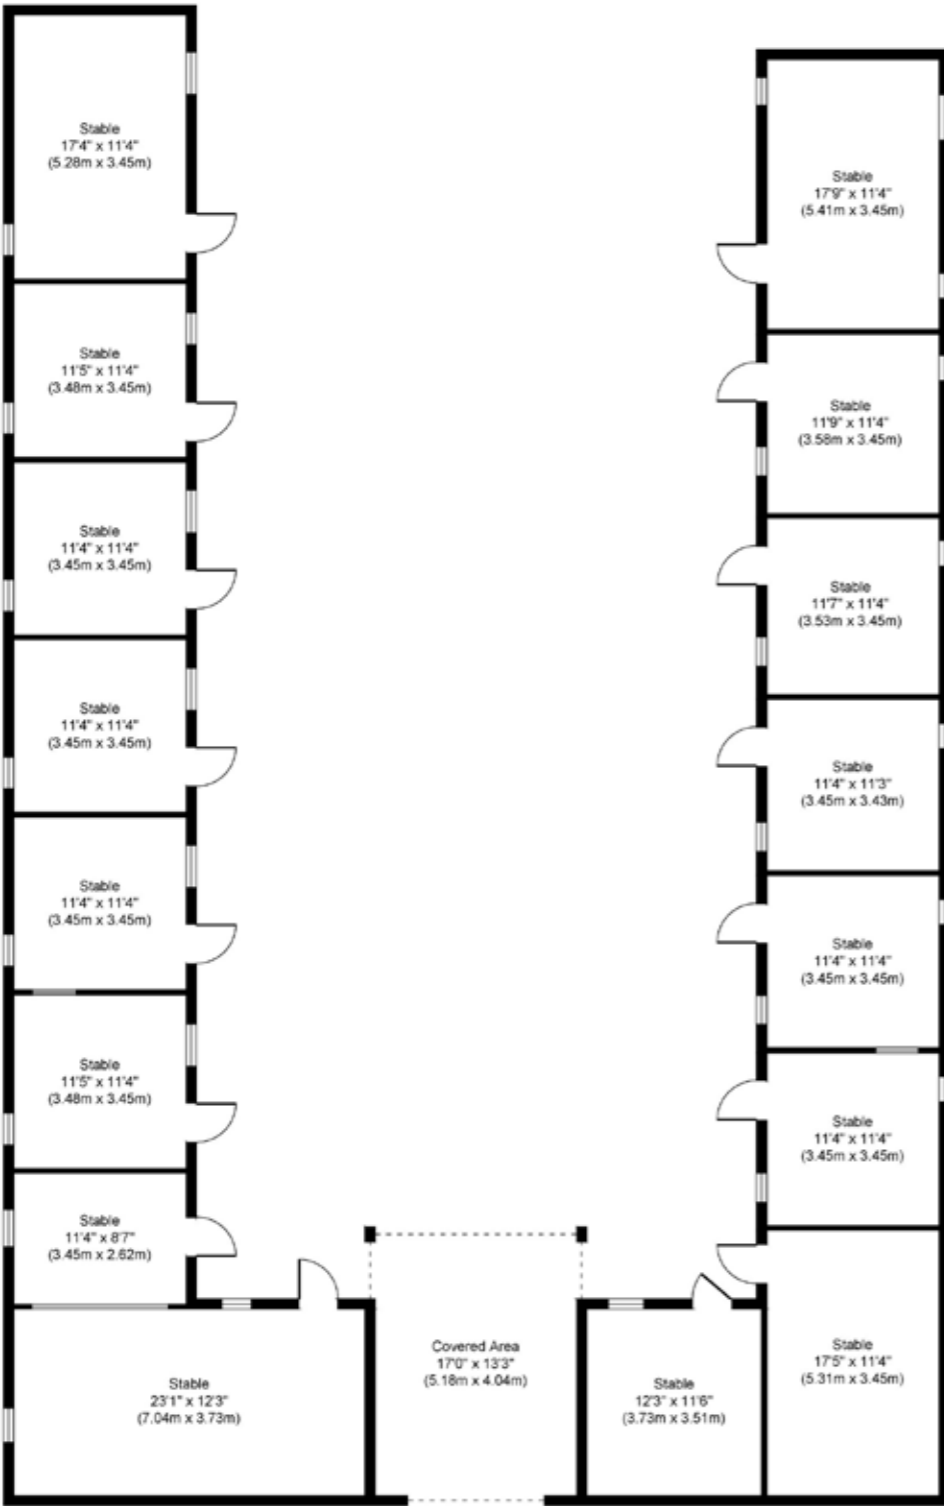 Stable
17'4" x 11'4"
(5.28m x 3.45m)
Stable
11'5" x 11'4"
(3.48m x 3.45m)
Stable
11'4" x 11'4"
(3.45m x 3.45m)
Stable
11'4" x 11'4"
(3.45m x 3.45m)
Stable
11'4" x 11'4"
(3.45m x 3.45m)
Stable
11'5" x 11'4"
(3.48m x 3.45m)
Stable
11'4" x 8'7"
(3.45m x 2.62m)
Stable
23'1" x 12'3"
(7.04m x 3.73m)
Covered Area
17'0" x 13'3"
(5.18m x 4.04m)
Stable
12'3" x 11'6"
(3.73m x 3.51m)
Stable
17'9" x 11'4"
(5.41m x 3.45m)
Stable
11'9" x 11'4"
(3.58m x 3.45m)
Stable
11'7" x 11'4"
(3.53m x 3.45m)
Stable
11'4" x 11'3"
(3.45m x 3.43m)
Stable
11'4" x 11'4"
(3.45m x 3.45m)
Stable
11'4" x 11'4"
(3.45m x 3.45m)
Stable
17'5" x 11'4"
(5.31m x 3.45m)